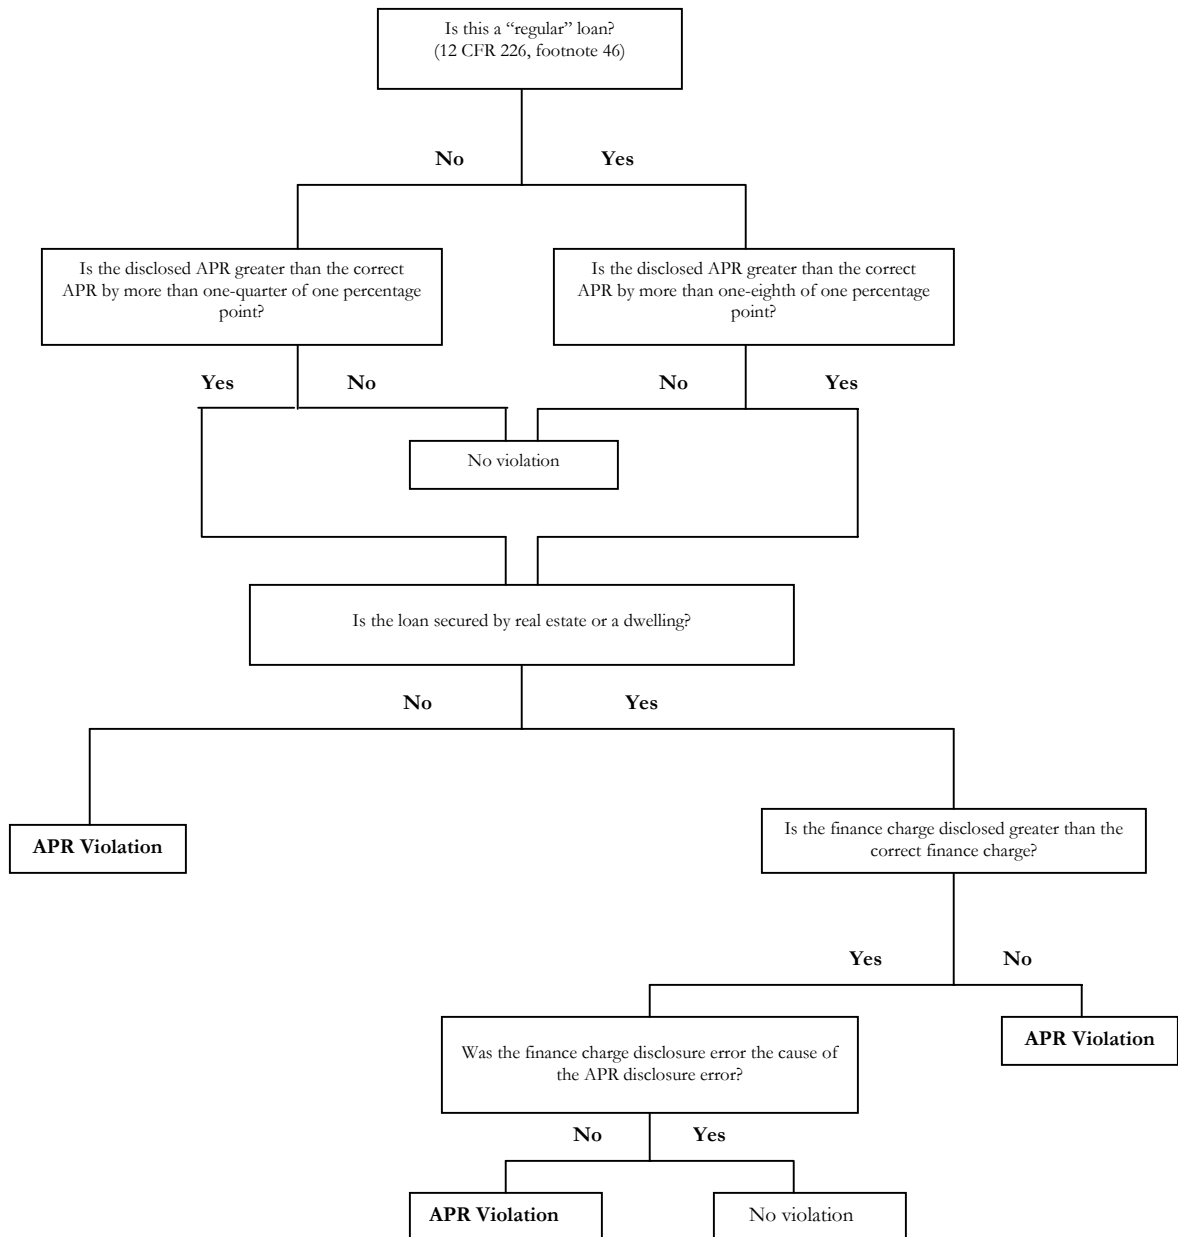 Is this a “regular” loan?
(12 CFR 226, footnote 46)
No
Yes
Is the disclosed APR greater than the correct
APR by more than one-quarter of one percentage
point?
Is the disclosed APR greater than the correct
APR by more than one-eighth of one percentage
point?
Yes
No
No
Yes
No violation
Is the loan secured by real estate or a dwelling?
No
Yes
APR Violation
Is the finance charge disclosed greater than the
correct finance charge?
Yes
No
Was the finance charge disclosure error the cause of
the APR disclosure error?
APR Violation
No
Yes
APR Violation
No violation